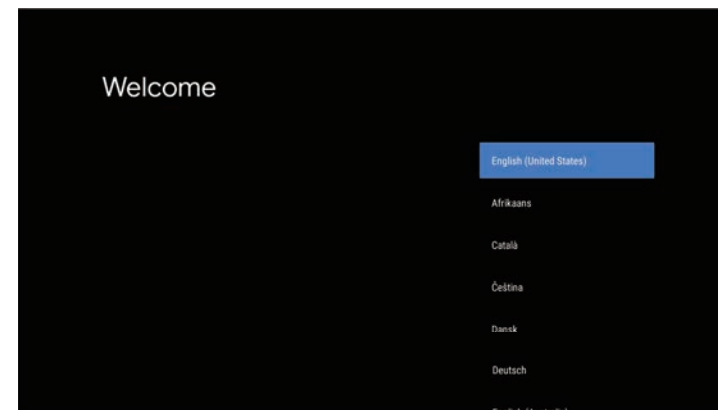 Welcome
English (United States)
Afrikaans
Català
Čeština
Dansk
Deutsch